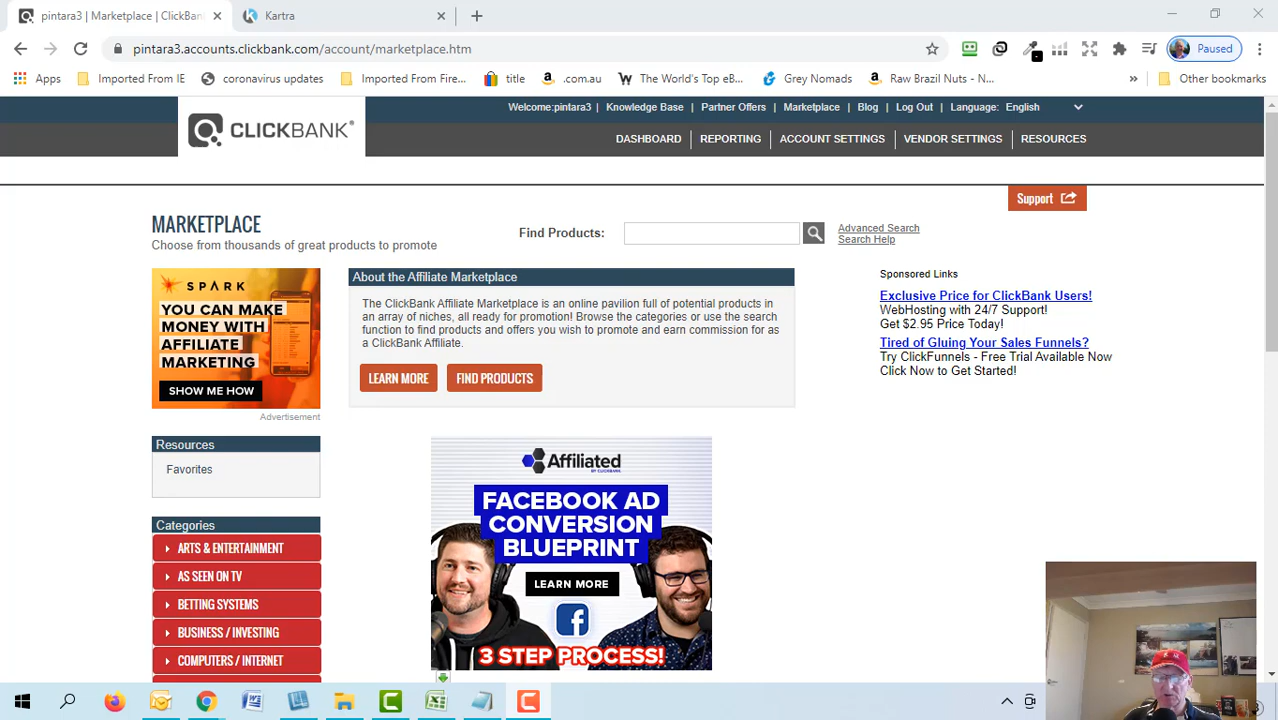 pintara3 | Marketplace | ClickBan
Kartra
pintara3.accounts.clickbank.com/account/marketplace.htm
Paused
Apps
Imported From IE
coronavirus updates
Imported From Fire...
title
.com.au
The World's Top eB...
Grey Nomads
Raw Brazil Nuts - N...
Other bookmarks
Welcome:pintara3 | Knowledge Base | Partner Offers | Marketplace | Blog | Log Out | Language: English
CLICKBANK®
DASHBOARD | REPORTING | ACCOUNT SETTINGS | VENDOR SETTINGS | RESOURCES
Support
MARKETPLACE
Choose from thousands of great products to promote
Find Products:
Advanced Search
Search Help
SPARK
YOU CAN MAKE
MONEY WITH
AFFILIATE
MARKETING
SHOW ME HOW
Advertisement
About the Affiliate Marketplace
The ClickBank Affiliate Marketplace is an online pavilion full of potential products in
an array of niches, all ready for promotion! Browse the categories or use the search
function to find products and offers you wish to promote and earn commission for as
a ClickBank Affiliate.
LEARN MORE
FIND PRODUCTS
Sponsored Links
Exclusive Price for ClickBank Users!
WebHosting with 24/7 Support!
Get $2.95 Price Today!
Tired of Gluing Your Sales Funnels?
Try ClickFunnels - Free Trial Available Now
Click Now to Get Started!
Resources
Favorites
Categories
ARTS & ENTERTAINMENT
AS SEEN ON TV
BETTING SYSTEMS
BUSINESS / INVESTING
COMPUTERS / INTERNET
Affiliated
BY CLICKBANK
FACEBOOK AD
CONVERSION
BLUEPRINT
LEARN MORE
3 STEP PROCESS!